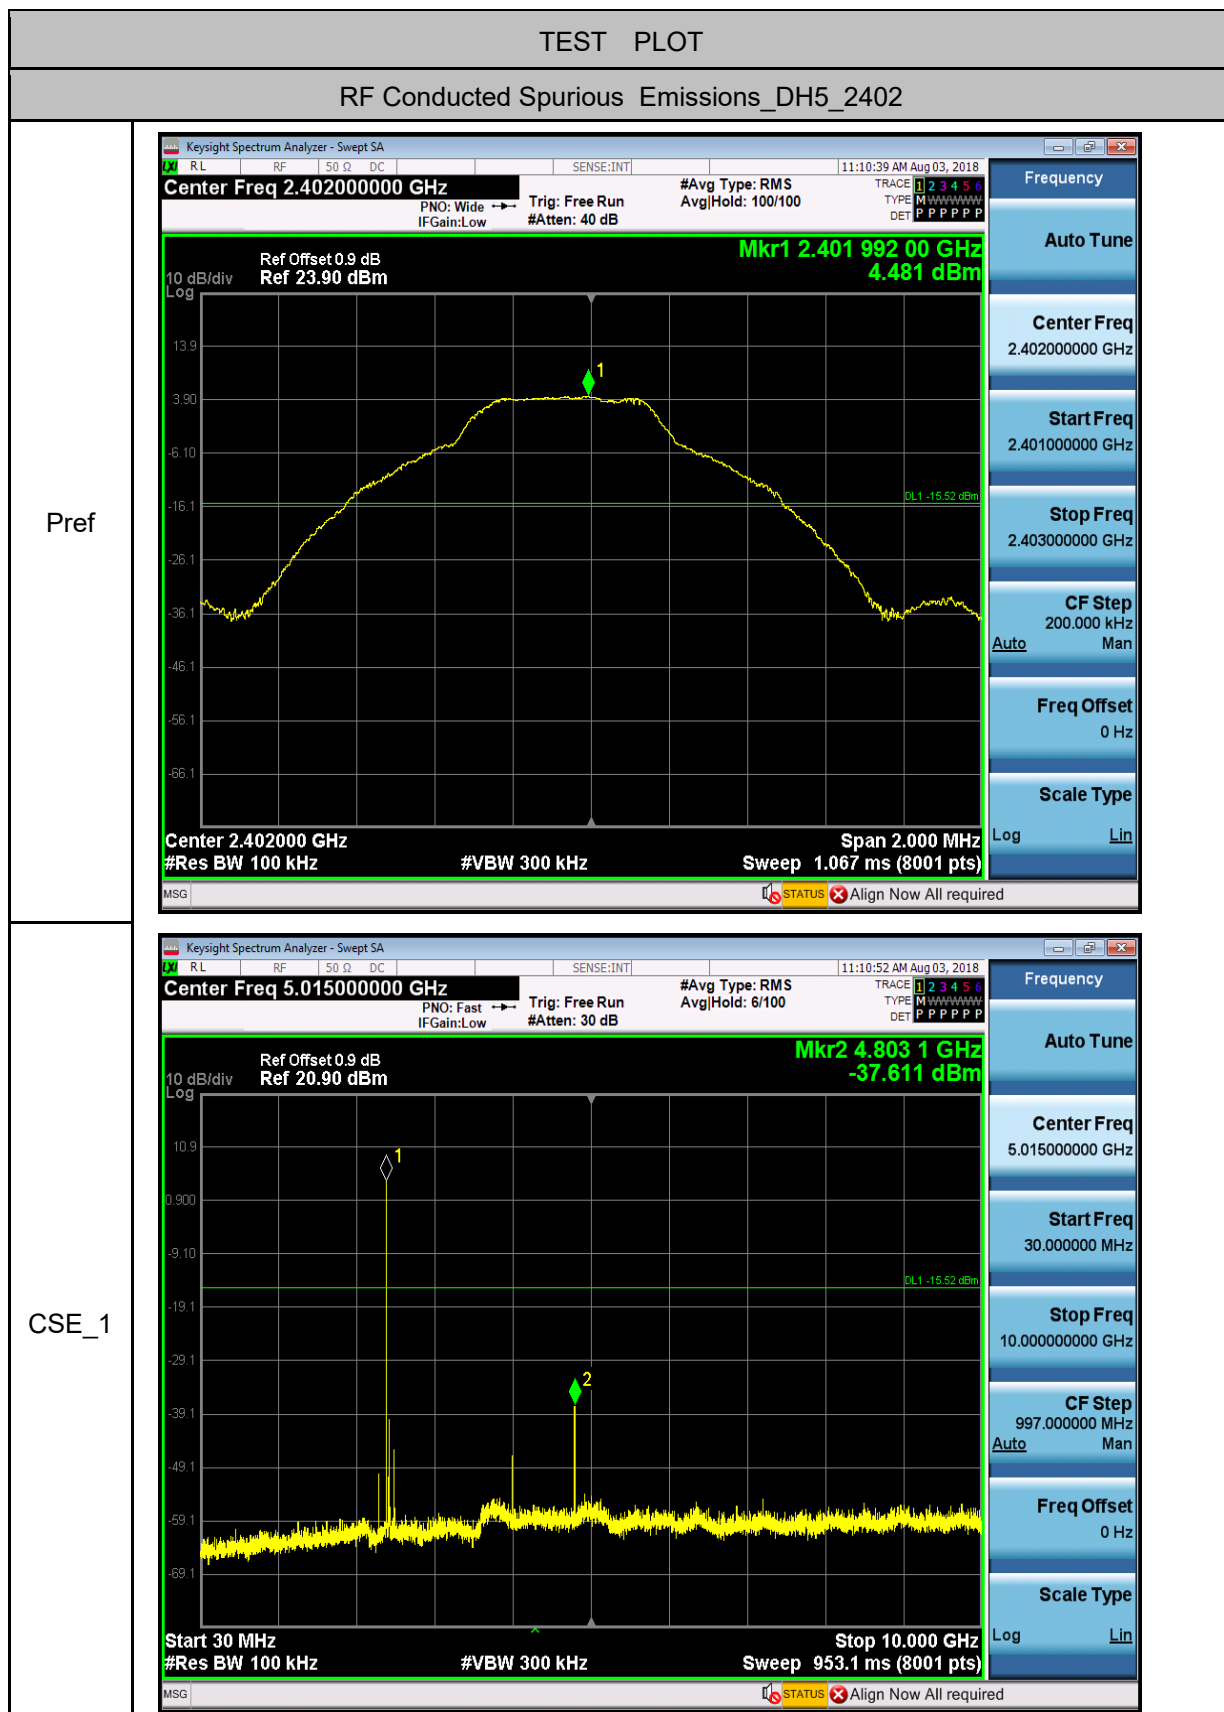 TEST PLOT
RF Conducted Spurious Emissions_DH5_2402
Pref
Keysight Spectrum Analyzer - Swept SA
LXI RL RF 50 Ω DC SENSE:INT 11:10:39 AM Aug 03, 2018
Center Freq 2.402000000 GHz
PNO: Wide
IFGain:Low
Trig: Free Run
#Atten: 40 dB
#Avg Type: RMS
Avg|Hold: 100/100
TRACE 1 2 3 4 5 6
TYPE M WWWWW
DET P P P P P P
Mkr1 2.401 992 00 GHz
4.481 dBm
Ref Offset 0.9 dB
10 dB/div Ref 23.90 dBm
Log
13.9
3.90
-6.10
-16.1
-26.1
-36.1
-46.1
-56.1
-66.1
1
DL1 -15.52 dBm
Center 2.402000 GHz Span 2.000 MHz
#Res BW 100 kHz #VBW 300 kHz Sweep 1.067 ms (8001 pts)
MSG STATUS Align Now All required
Frequency
Auto Tune
Center Freq
2.402000000 GHz
Start Freq
2.401000000 GHz
Stop Freq
2.403000000 GHz
CF Step
200.000 kHz
Auto Man
Freq Offset
0 Hz
Scale Type
Log Lin
CSE_1
Keysight Spectrum Analyzer - Swept SA
LXI RL RF 50 Ω DC SENSE:INT 11:10:52 AM Aug 03, 2018
Center Freq 5.015000000 GHz
PNO: Fast
IFGain:Low
Trig: Free Run
#Atten: 30 dB
#Avg Type: RMS
Avg|Hold: 6/100
TRACE 1 2 3 4 5 6
TYPE M WWWWW
DET P P P P P P
Mkr2 4.803 1 GHz
-37.611 dBm
Ref Offset 0.9 dB
10 dB/div Ref 20.90 dBm
Log
10.9
0.900
-9.10
-19.1
-29.1
-39.1
-49.1
-59.1
-69.1
1
2
DL1 -15.52 dBm
Start 30 MHz Stop 10.000 GHz
#Res BW 100 kHz #VBW 300 kHz Sweep 953.1 ms (8001 pts)
MSG STATUS Align Now All required
Frequency
Auto Tune
Center Freq
5.015000000 GHz
Start Freq
30.000000 MHz
Stop Freq
10.000000000 GHz
CF Step
997.000000 MHz
Auto Man
Freq Offset
0 Hz
Scale Type
Log Lin